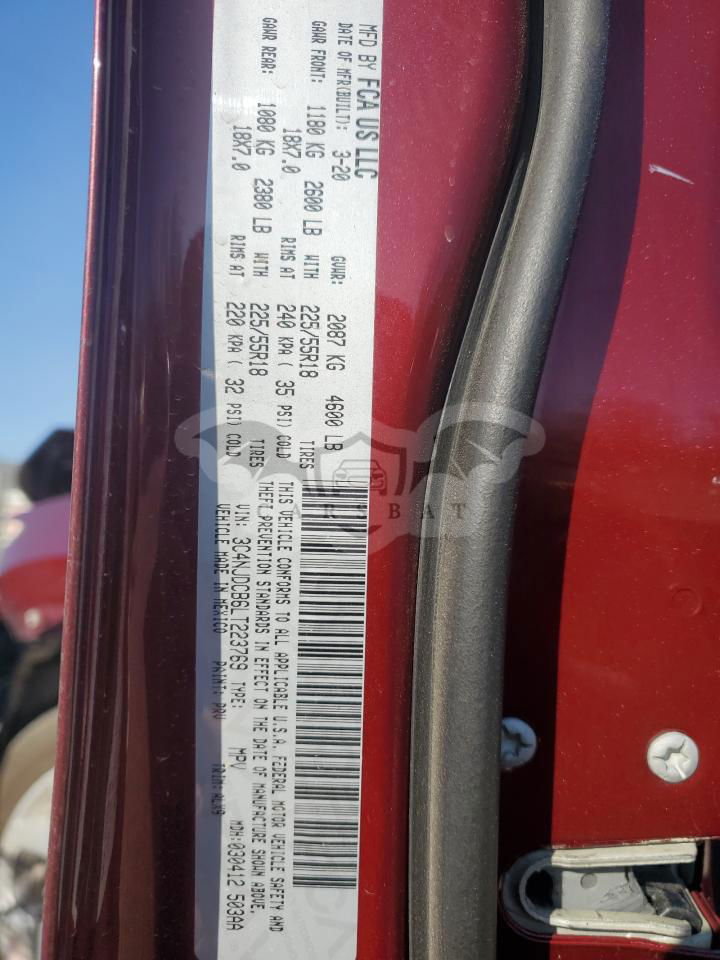 MFD BY FCA US LLC
DATE OF MFR(BUILT): 3-20 GVWR: 2087 KG 4600 LB
GAWR FRONT: 1180 KG 2600 LB WITH 225/55R18 TIRES
18X7.0 RIMS AT 240 KPA ( 35 PSI) COLD
GAWR REAR: 1080 KG 2380 LB WITH 225/55R18 TIRES
18X7.0 RIMS AT 220 KPA ( 32 PSI) COLD
THIS VEHICLE CONFORMS TO ALL APPLICABLE U.S.A. FEDERAL MOTOR VEHICLE SAFETY AND
THEFT PREVENTION STANDARDS IN EFFECT ON THE DATE OF MANUFACTURE SHOWN ABOVE.
VIN: 3C4NJDCB6LT223769 TYPE: MPV MDH:030412 503AA
VEHICLE MADE IN MEXICO PAINT: PRV TRIM: ALX9
CARSBAT